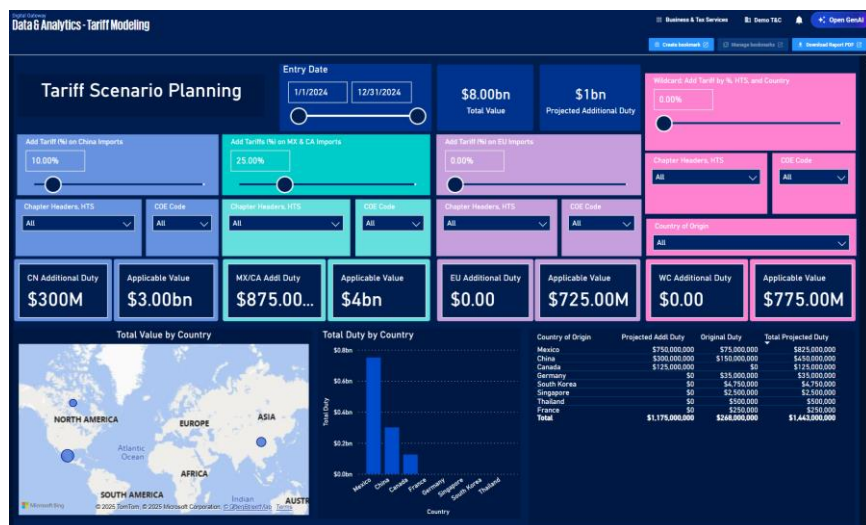 Digital Gateway
Data & Analytics - Tariff Modeling
Business & Tax Services
Demo T&C
Open GenAI
Create bookmark
Manage bookmarks
Download Report PDF
Tariff Scenario Planning
Entry Date
1/1/2024
12/31/2024
$8.00bn
Total Value
$1bn
Projected Additional Duty
Wildcard: Add Tariff by %, HTS, and Country
0.00%
Add Tariff (%) on China Imports
10.00%
Add Tariffs (%) on MX & CA Imports
25.00%
Add Tariff (%) on EU Imports
0.00%
Chapter Headers, HTS
All
COE Code
All
Chapter Headers, HTS
All
COE Code
All
Chapter Headers, HTS
All
COE Code
All
Chapter Headers, HTS
All
COE Code
All
Country of Origin
All
CN Additional Duty
$300M
Applicable Value
$3.00bn
MX/CA Addl Duty
$875.00...
Applicable Value
$4bn
EU Additional Duty
$0.00
Applicable Value
$725.00M
WC Additional Duty
$0.00
Applicable Value
$775.00M
Total Value by Country
NORTH AMERICA
EUROPE
ASIA
Atlantic
Ocean
AFRICA
SOUTH AMERICA
Indian
AUSTR
Microsoft Bing
© 2025 TomTom, © 2025 Microsoft Corporation, © OpenStreetMap Terms
Total Duty by Country
Total Duty
$0.8bn
$0.6bn
$0.4bn
$0.2bn
$0.0bn
Mexico
China
Canada
France
Germany
Singapore
South Korea
Thailand
Country
Country of Origin Projected Addl Duty Original Duty Total Projected Duty
Mexico $750,000,000 $75,000,000 $825,000,000
China $300,000,000 $150,000,000 $450,000,000
Canada $125,000,000 $0 $125,000,000
Germany $0 $35,000,000 $35,000,000
South Korea $0 $4,750,000 $4,750,000
Singapore $0 $2,500,000 $2,500,000
Thailand $0 $500,000 $500,000
France $0 $250,000 $250,000
Total $1,175,000,000 $268,000,000 $1,443,000,000